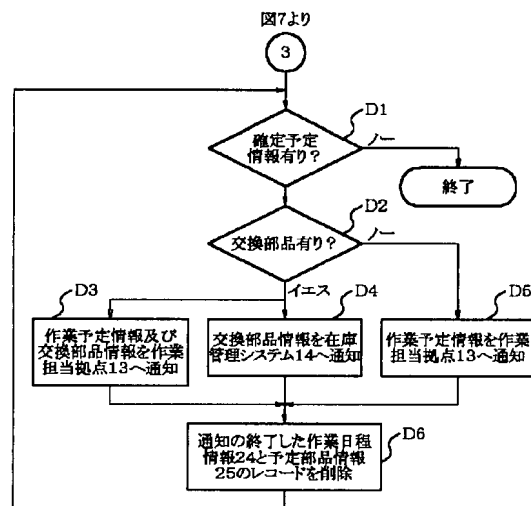 図7より
3
D1
確定予定
情報有り?
ノー
終了
D2
交換部品有り?
ノー
イエス
D3
D4
D5
作業予定情報及び
交換部品情報を作業
担当拠点13へ通知
交換部品情報を在庫
管理システム14へ通知
作業予定情報を作業
担当拠点13へ通知
D6
通知の終了した作業日程
情報24と予定部品情報
25のレコードを削除